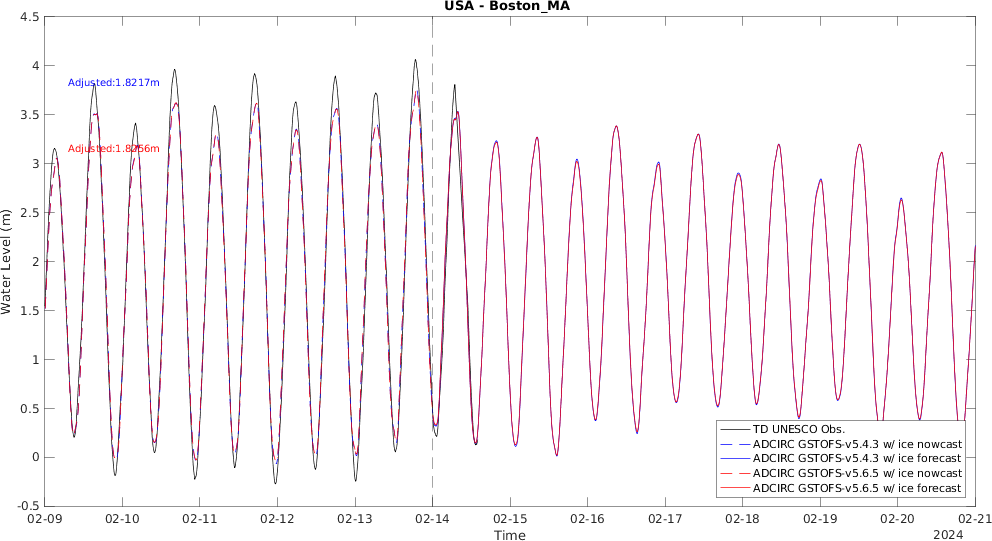 USA - Boston_MA
4.5
4
3.5
3
2.5
2
1.5
1
0.5
0
-0.5
Water Level (m)
Adjusted:1.8217m
Adjusted:1.8256m
TD UNESCO Obs.
ADCIRC GSTOFS-v5.4.3 w/ ice nowcast
ADCIRC GSTOFS-v5.4.3 w/ ice forecast
ADCIRC GSTOFS-v5.6.5 w/ ice nowcast
ADCIRC GSTOFS-v5.6.5 w/ ice forecast
02-09 02-10 02-11 02-12 02-13 02-14 02-15 02-16 02-17 02-18 02-19 02-20 02-21
Time
2024